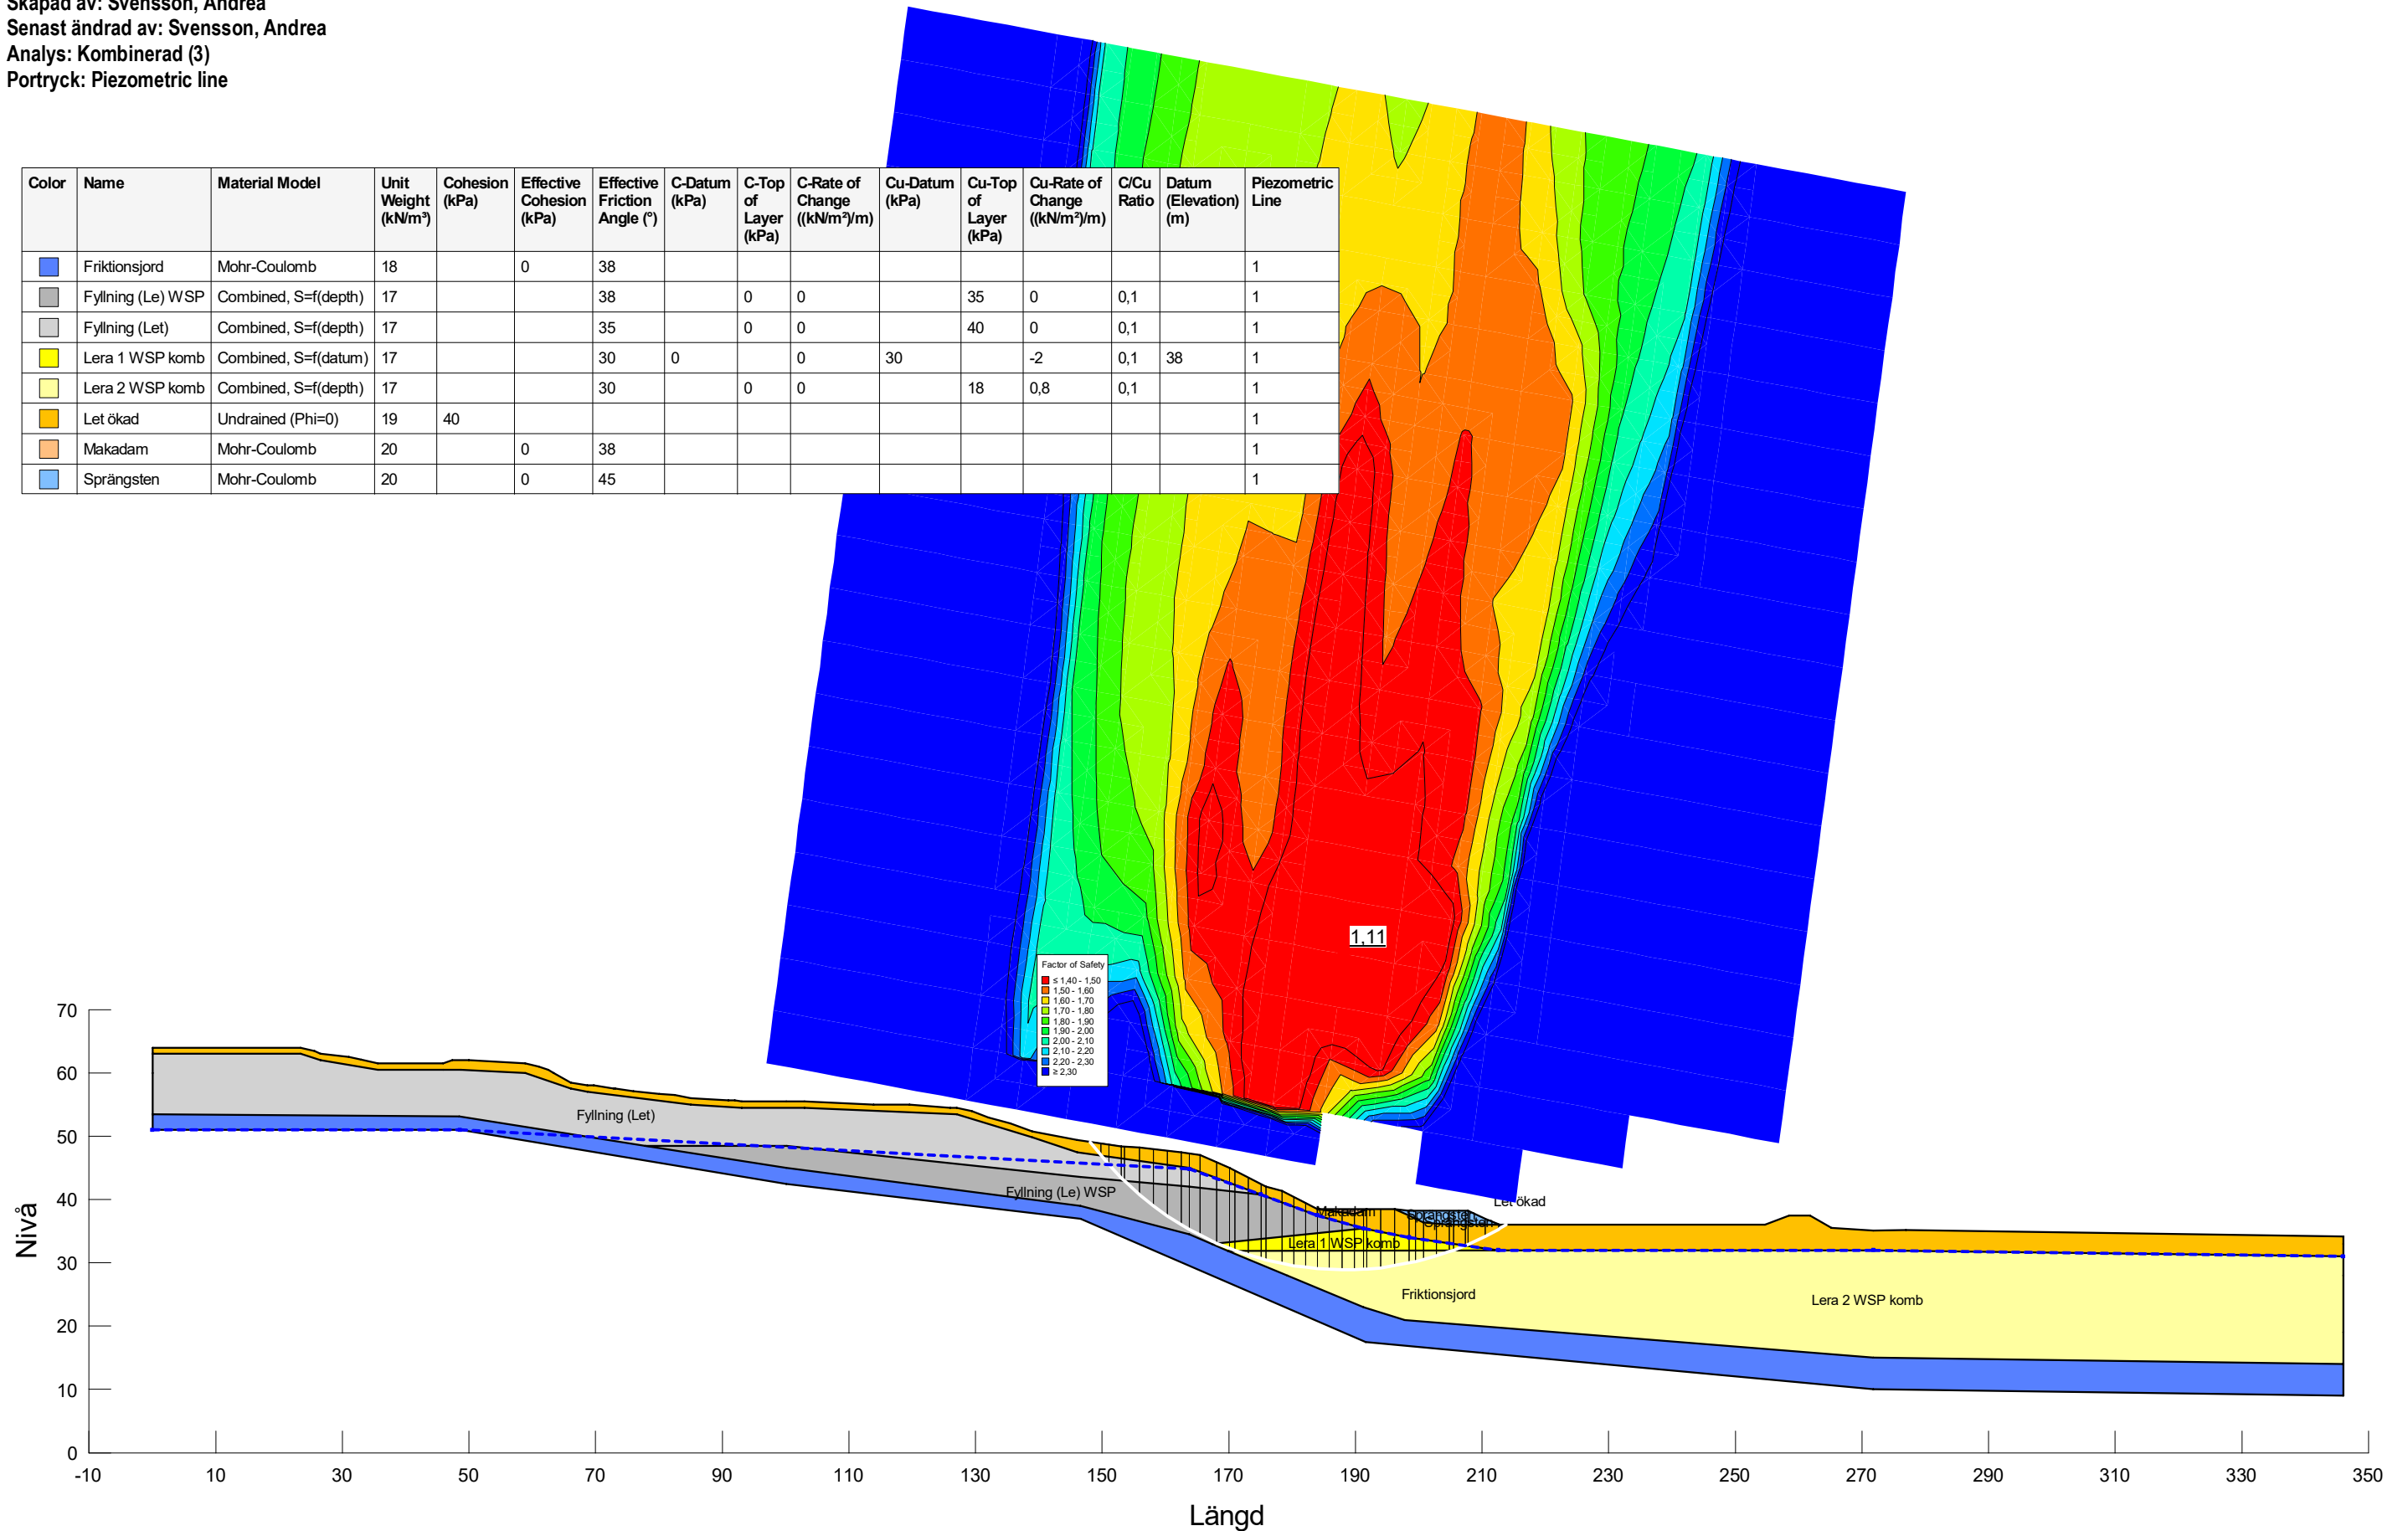 Skapad av: Svensson, Andrea
Senast ändrad av: Svensson, Andrea
Analys: Kombinerad (3)
Portryck: Piezometric line
Color Name Material Model Unit Weight (kN/m³) Cohesion (kPa) Effective Cohesion (kPa) Effective Friction Angle (°) C-Datum (kPa) C-Top of Layer (kPa) C-Rate of Change ((kN/m²)/m) Cu-Datum (kPa) Cu-Top of Layer (kPa) Cu-Rate of Change ((kN/m²)/m) C/Cu Ratio Datum (Elevation) (m) Piezometric Line
Friktionsjord Mohr-Coulomb 18 0 38 1
Fyllning (Le) WSP Combined, S=f(depth) 17 38 0 0 35 0 0,1 1
Fyllning (Let) Combined, S=f(depth) 17 35 0 0 40 0 0,1 1
Lera 1 WSP komb Combined, S=f(datum) 17 30 0 0 30 -2 0,1 38 1
Lera 2 WSP komb Combined, S=f(depth) 17 30 0 0 18 0,8 0,1 1
Let ökad Undrained (Phi=0) 19 40 1
Makadam Mohr-Coulomb 20 0 38 1
Sprängsten Mohr-Coulomb 20 0 45 1
1,11
Factor of Safety
≤ 1,40 - 1,50
1,50 - 1,60
1,60 - 1,70
1,70 - 1,80
1,80 - 1,90
1,90 - 2,00
2,00 - 2,10
2,10 - 2,20
2,20 - 2,30
≥ 2,30
Nivå
70
60
50
40
30
20
10
0
Fyllning (Let)
Fyllning (Le) WSP
Makadam
Sprängsten
Sprängsten
Let ökad
Lera 1 WSP komb
Friktionsjord
Lera 2 WSP komb
-10 10 30 50 70 90 110 130 150 170 190 210 230 250 270 290 310 330 350
Längd